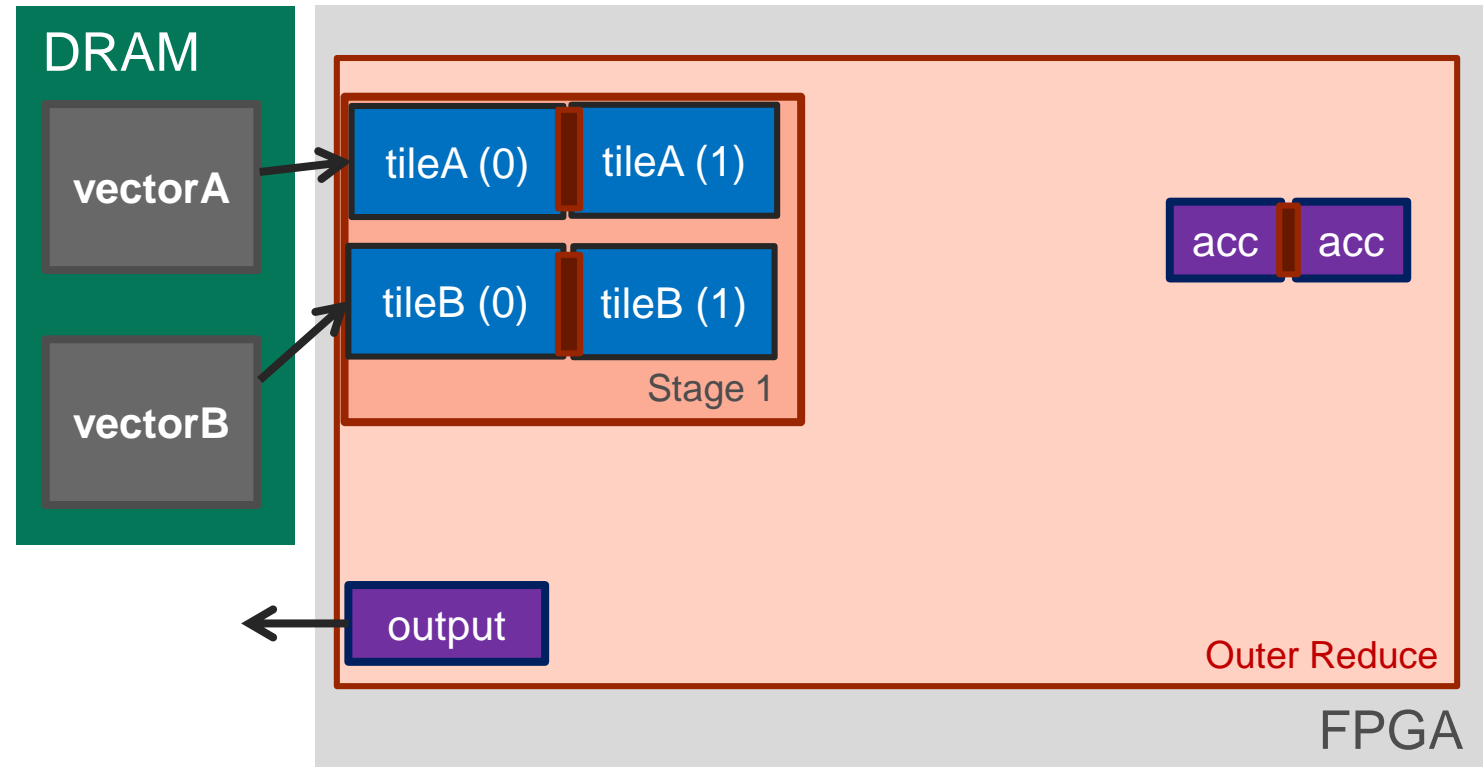 DRAM
vectorA
vectorB
tileA (0)
tileA (1)
tileB (0)
tileB (1)
Stage 1
acc
acc
output
Outer Reduce
FPGA